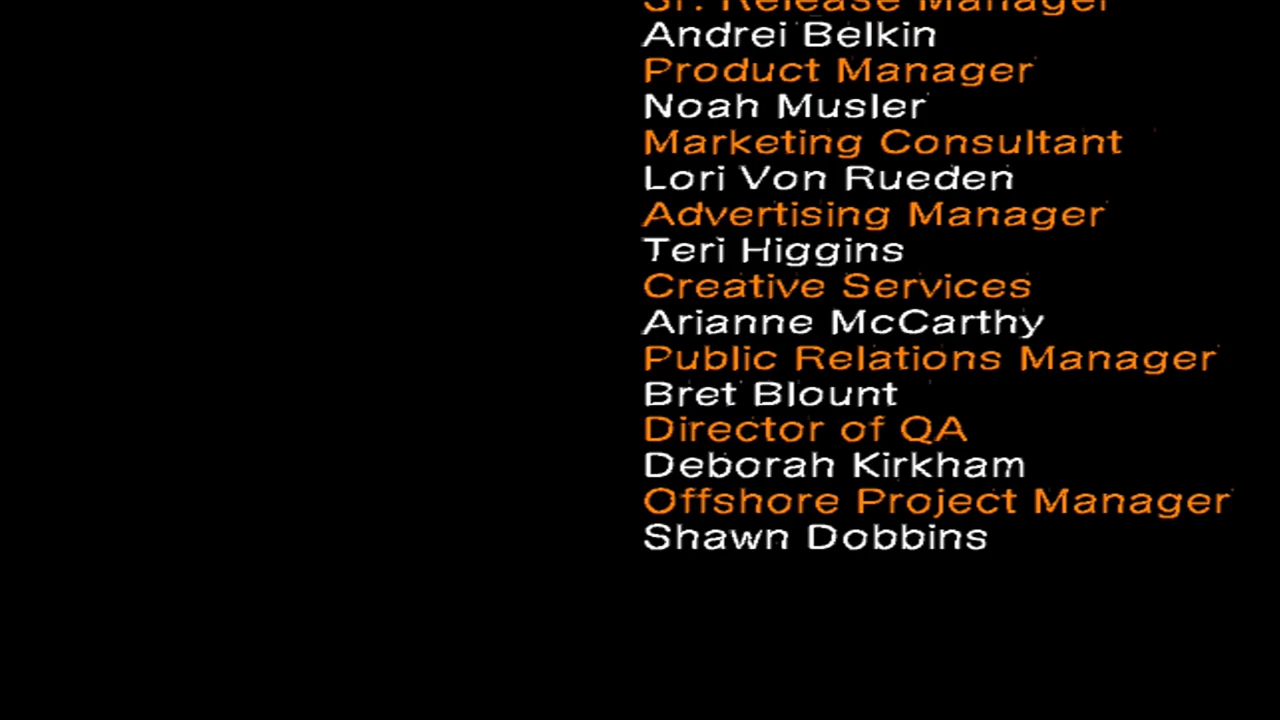 Sr. Release Manager
Andrei Belkin
Product Manager
Noah Musler
Marketing Consultant
Lori Von Rueden
Advertising Manager
Teri Higgins
Creative Services
Arianne McCarthy
Public Relations Manager
Bret Blount
Director of QA
Deborah Kirkham
Offshore Project Manager
Shawn Dobbins